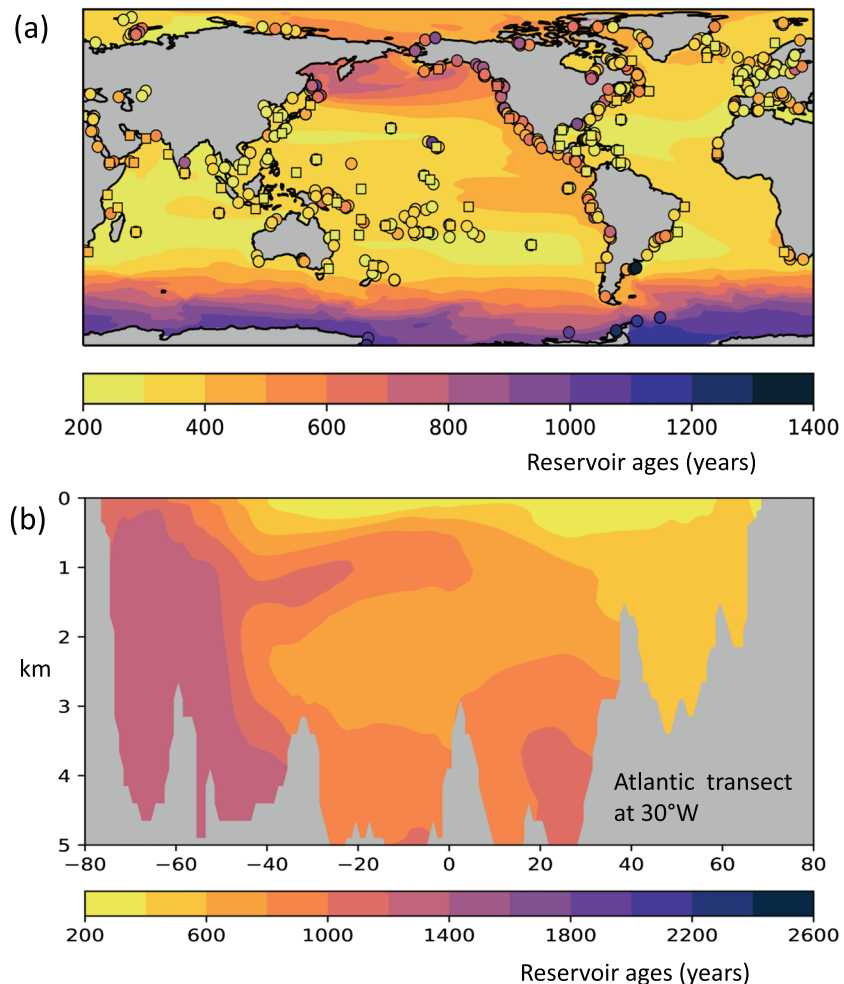 (a)
200 400 600 800 1000 1200 1400
Reservoir ages (years)
(b)
0
1
2
km
3
4
5
Atlantic transect
at 30°W
−80 −60 −40 −20 0 20 40 60 80
200 600 1000 1400 1800 2200 2600
Reservoir ages (years)